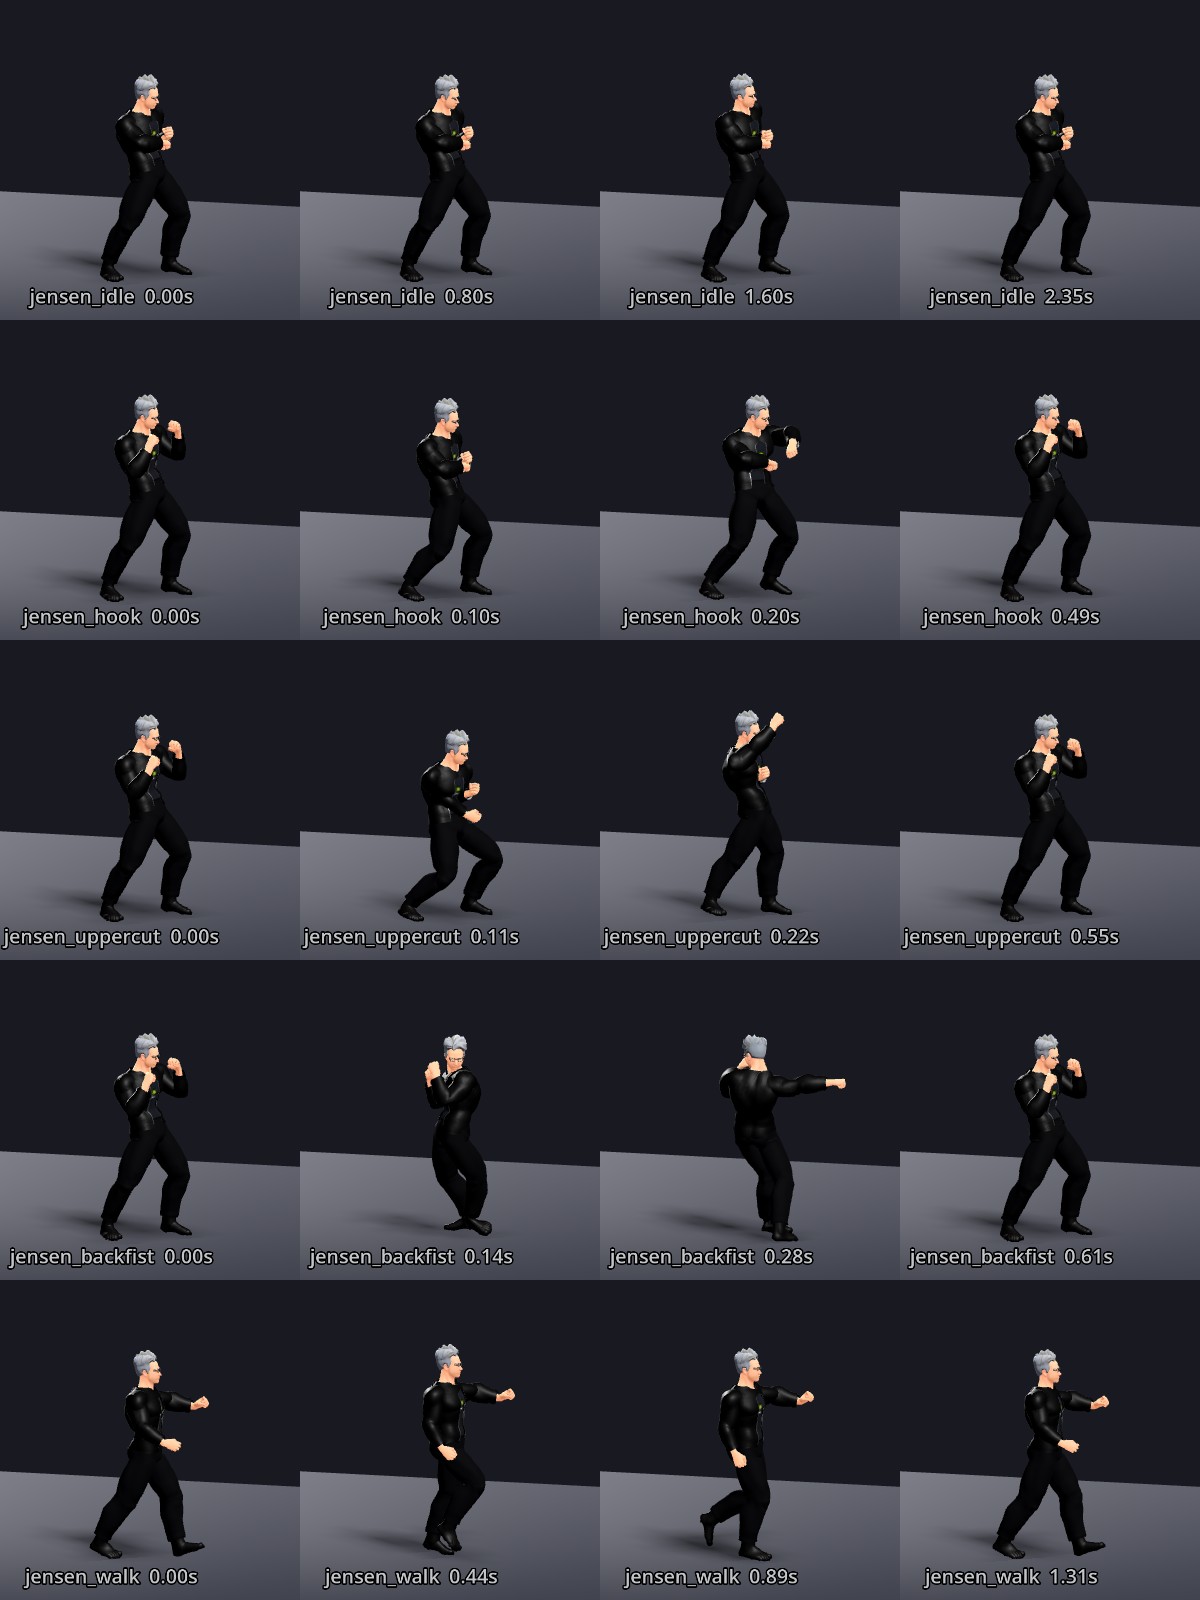 jensen_idle 0.00s
jensen_idle 0.80s
jensen_idle 1.60s
jensen_idle 2.35s
jensen_hook 0.00s
jensen_hook 0.10s
jensen_hook 0.20s
jensen_hook 0.49s
jensen_uppercut 0.00s
jensen_uppercut 0.11s
jensen_uppercut 0.22s
jensen_uppercut 0.55s
jensen_backfist 0.00s
jensen_backfist 0.14s
jensen_backfist 0.28s
jensen_backfist 0.61s
jensen_walk 0.00s
jensen_walk 0.44s
jensen_walk 0.89s
jensen_walk 1.31s